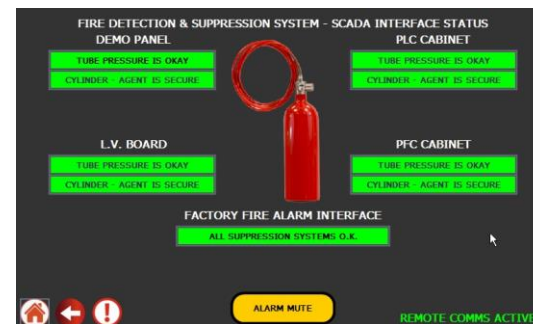 FIRE DETECTION & SUPPRESSION SYSTEM - SCADA INTERFACE STATUS
DEMO PANEL
TUBE PRESSURE IS OKAY
CYLINDER - AGENT IS SECURE
PLC CABINET
TUBE PRESSURE IS OKAY
CYLINDER - AGENT IS SECURE
L.V. BOARD
TUBE PRESSURE IS OKAY
CYLINDER - AGENT IS SECURE
PFC CABINET
TUBE PRESSURE IS OKAY
CYLINDER - AGENT IS SECURE
FACTORY FIRE ALARM INTERFACE
ALL SUPPRESSION SYSTEMS O.K.
ALARM MUTE
REMOTE COMMS ACTIVE